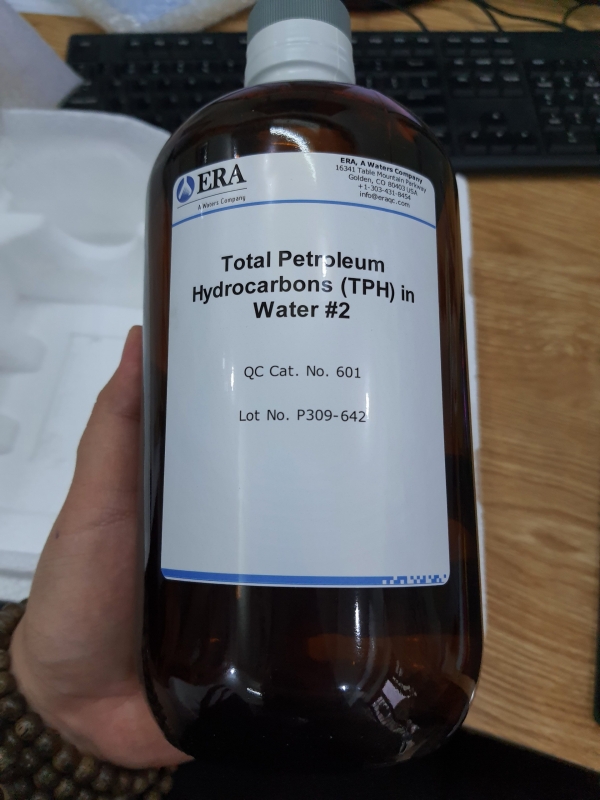 ERA
A Waters Company
ERA, A Waters Company
16341 Table Mountain Parkway
Golden, CO 80403 USA
+1-303-431-8454
info@eraqc.com
Total Petroleum
Hydrocarbons (TPH) in
Water #2
QC Cat. No. 601
Lot No. P309-642